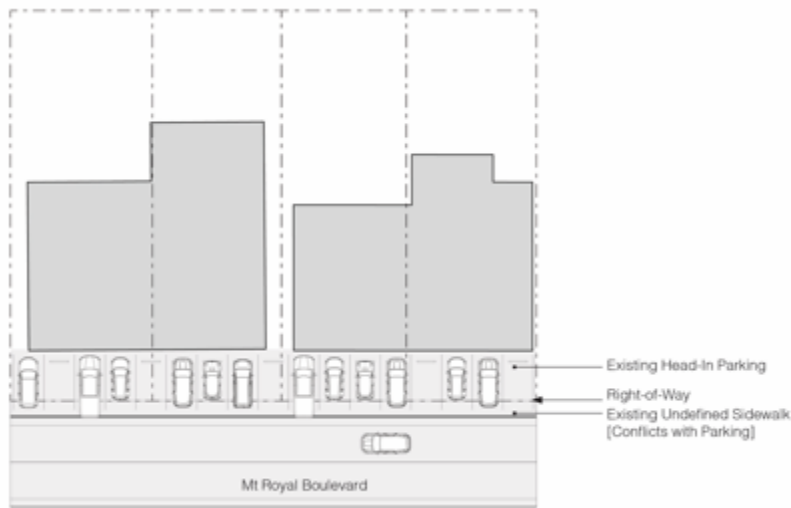 Existing Head-In Parking
Right-of-Way
Existing Undefined Sidewalk
[Conflicts with Parking]
Mt Royal Boulevard